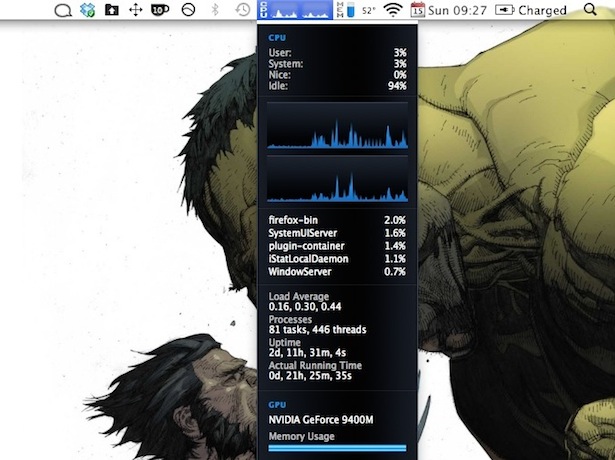 10
CPU
MEM
52°
15
Sun 09:27
Charged
CPU
User: 3%
System: 3%
Nice: 0%
Idle: 94%
firefox-bin 2.0%
SystemUIServer 1.6%
plugin-container 1.4%
iStatLocalDaemon 1.1%
WindowServer 0.7%
Load Average
0.16, 0.30, 0.44
Processes
81 tasks, 446 threads
Uptime
2d, 11h, 31m, 4s
Actual Running Time
0d, 21h, 25m, 35s
GPU
NVIDIA GeForce 9400M
Memory Usage